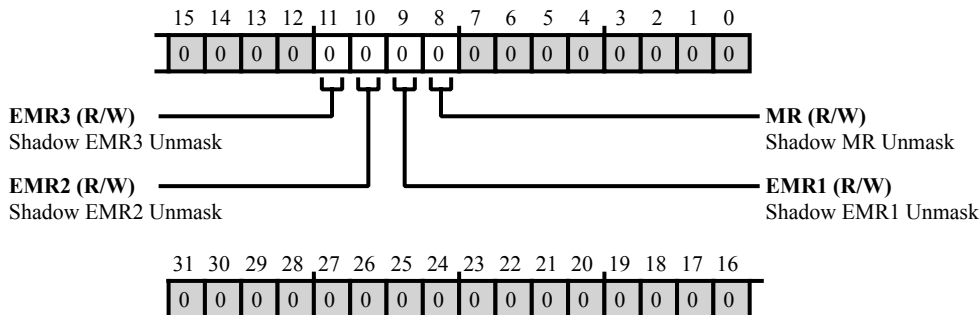 15 14 13 12 11 10 9 8 7 6 5 4 3 2 1 0
0 0 0 0 0 0 0 0 0 0 0 0 0 0 0 0
EMR3 (R/W)
Shadow EMR3 Unmask
MR (R/W)
Shadow MR Unmask
EMR2 (R/W)
Shadow EMR2 Unmask
EMR1 (R/W)
Shadow EMR1 Unmask
31 30 29 28 27 26 25 24 23 22 21 20 19 18 17 16
0 0 0 0 0 0 0 0 0 0 0 0 0 0 0 0